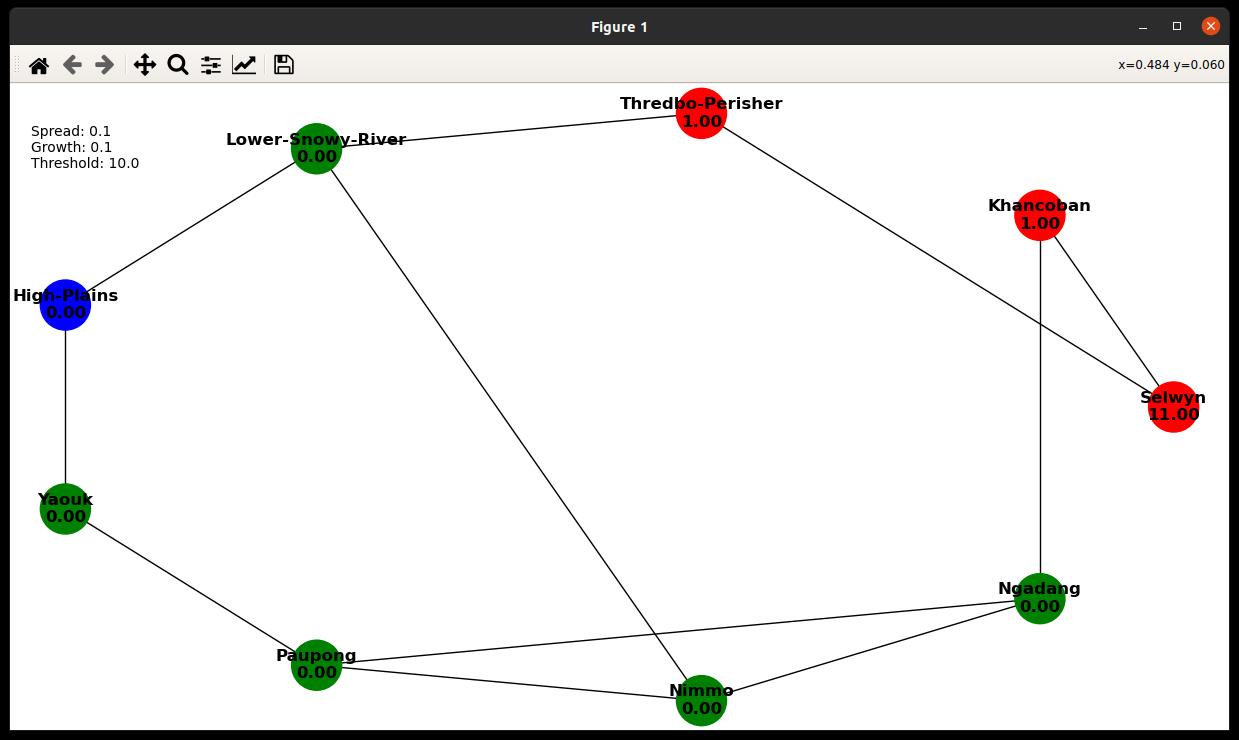 Figure 1
x=0.484 y=0.060
Spread: 0.1
Growth: 0.1
Threshold: 10.0
Thredbo-Perisher
1.00
Lower-Snowy-River
0.00
Khancoban
1.00
High-Plains
0.00
Selwyn
11.00
Yaouk
0.00
Ngadang
0.00
Paupong
0.00
Nimmo
0.00